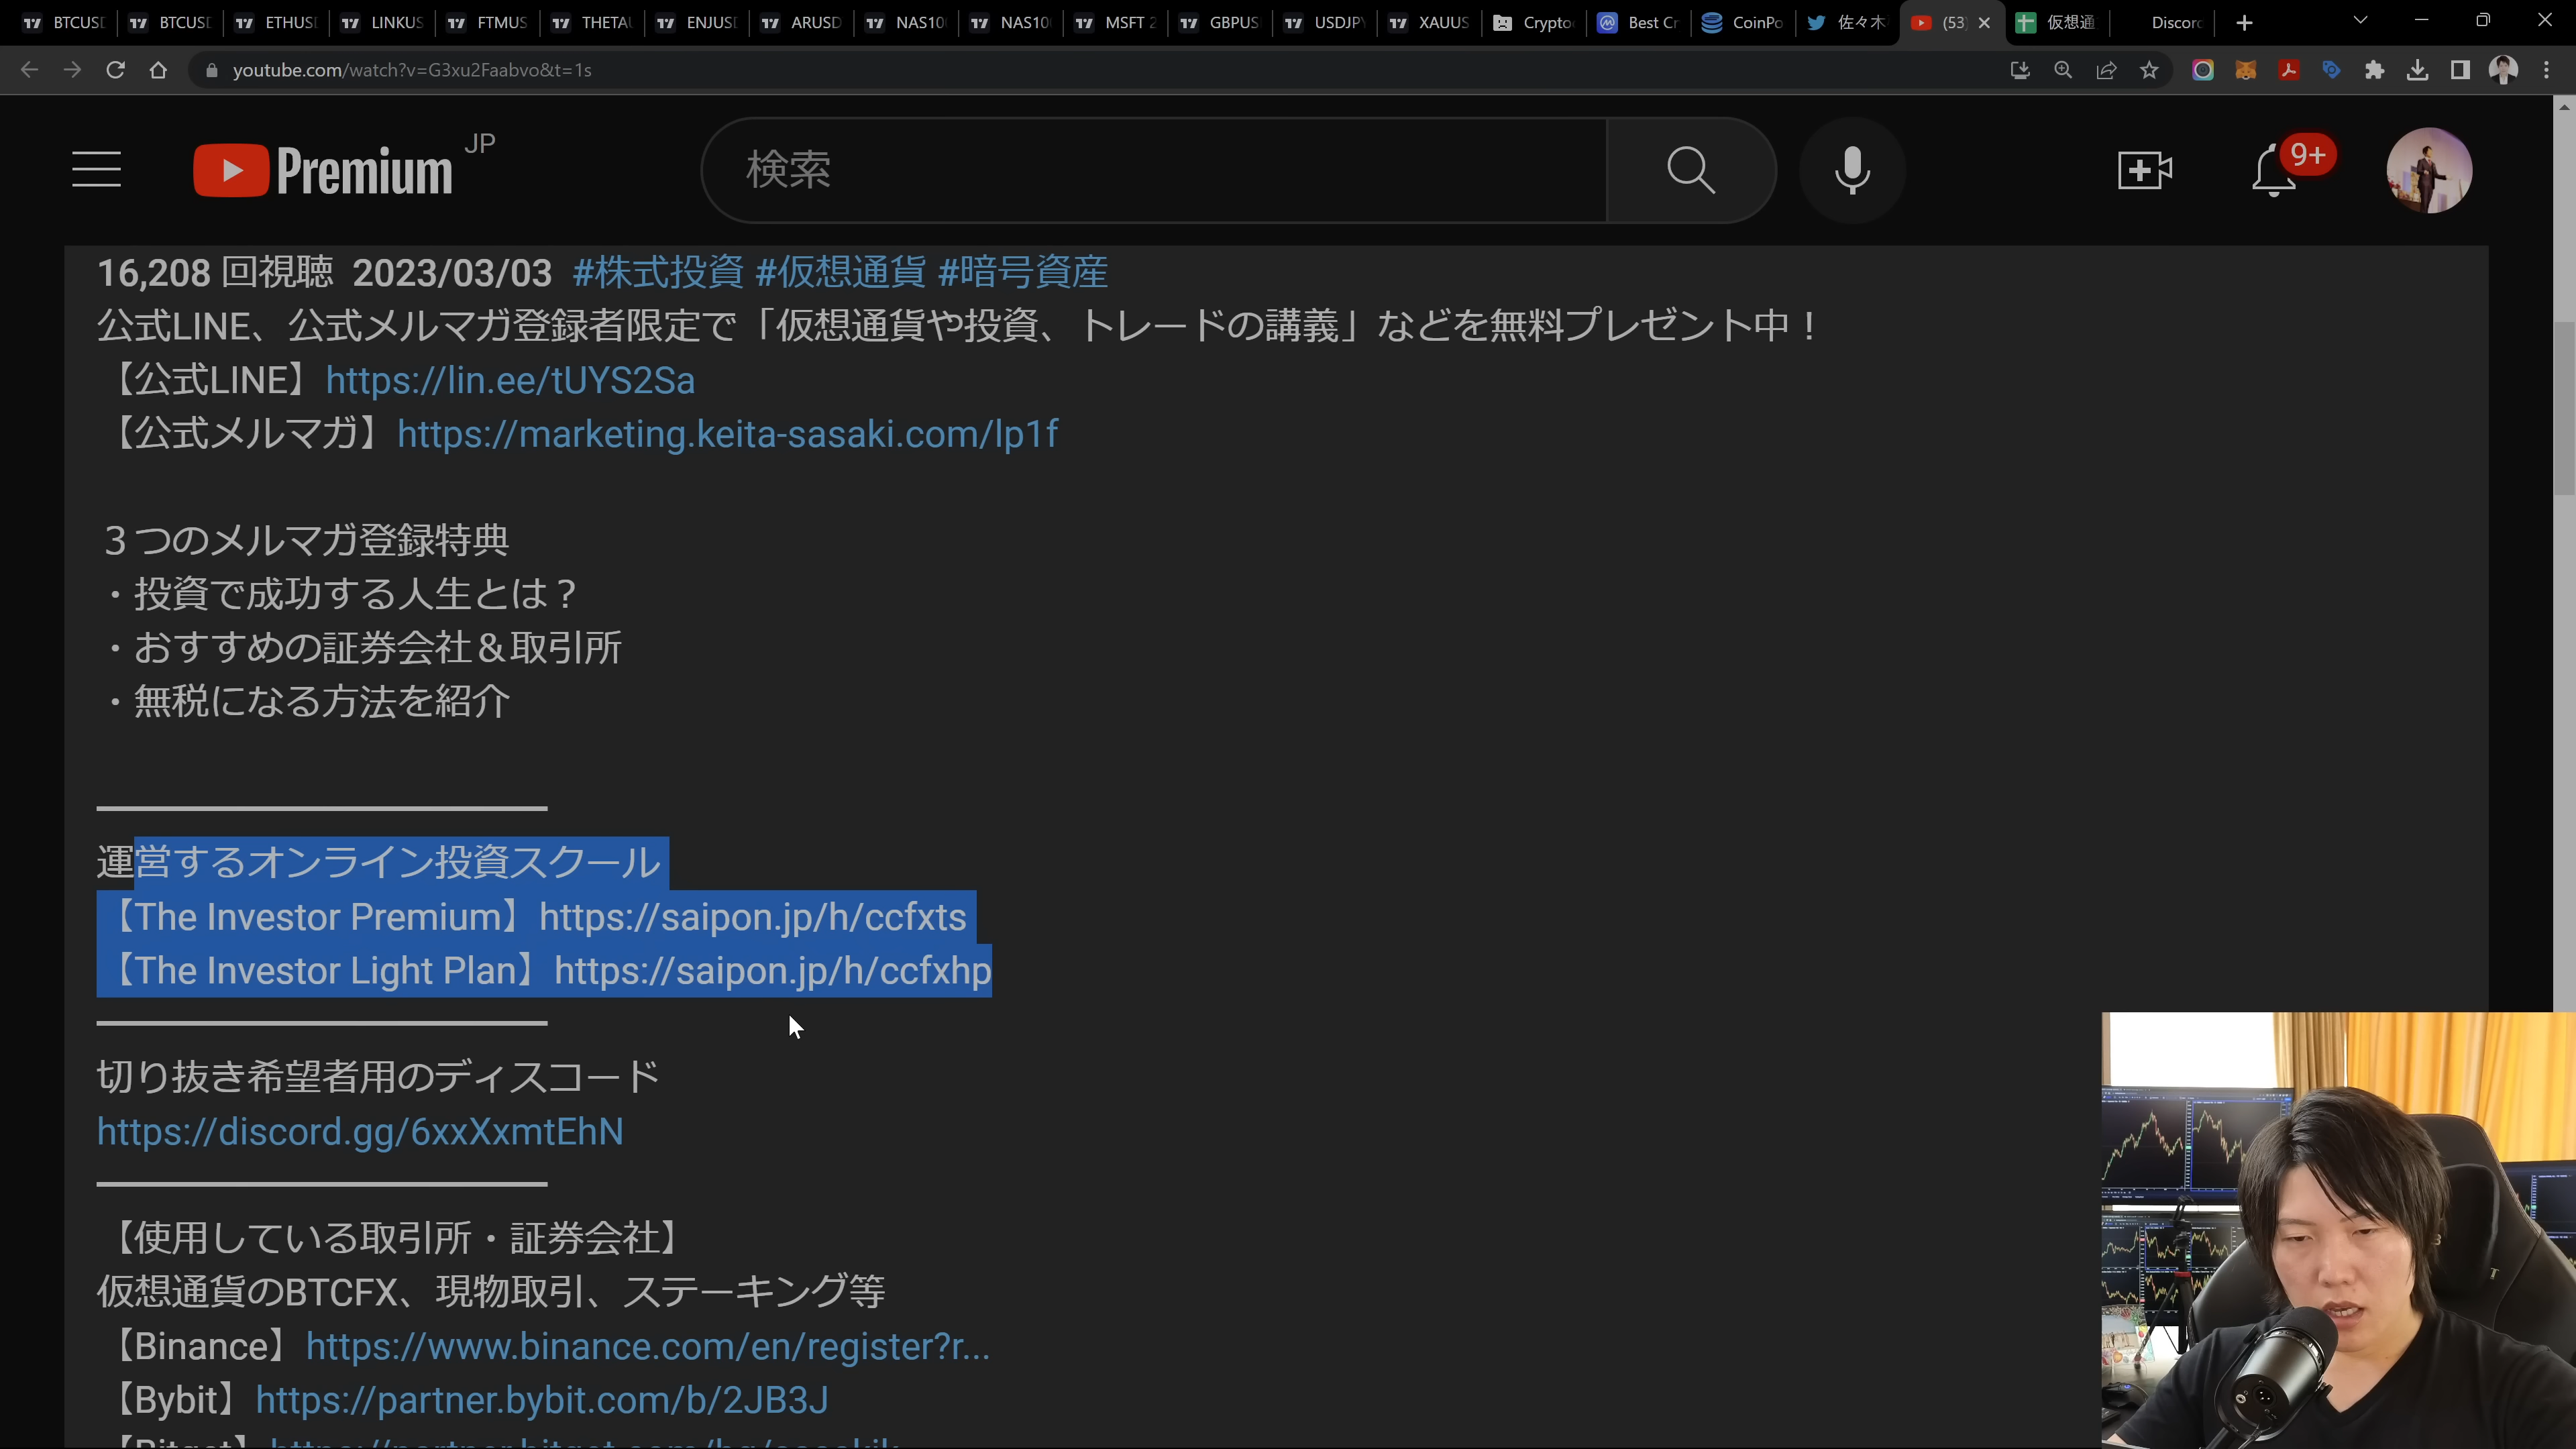 BTCUSD BTCUSD ETHUSD LINKUS FTMUS THETAU ENJUSD ARUSD NAS10 NAS10 MSFT 2 GBPUS USDJPY XAUUS Crypto Best Cr CoinPo 佐々木 (53) 仮想通 Discord
youtube.com/watch?v=G3xu2Faabvo&t=1s
Premium JP
検索
9+
16,208 回視聴 2023/03/03 #株式投資 #仮想通貨 #暗号資産
公式LINE、公式メルマガ登録者限定で「仮想通貨や投資、トレードの講義」などを無料プレゼント中！
【公式LINE】https://lin.ee/tUYS2Sa
【公式メルマガ】https://marketing.keita-sasaki.com/lp1f
３つのメルマガ登録特典
・投資で成功する人生とは？
・おすすめの証券会社＆取引所
・無税になる方法を紹介
運営するオンライン投資スクール
【The Investor Premium】https://saipon.jp/h/ccfxts
【The Investor Light Plan】https://saipon.jp/h/ccfxhp
切り抜き希望者用のディスコード
https://discord.gg/6xxXxmtEhN
【使用している取引所・証券会社】
仮想通貨のBTCFX、現物取引、ステーキング等
【Binance】https://www.binance.com/en/register?r...
【Bybit】https://partner.bybit.com/b/2JB3J